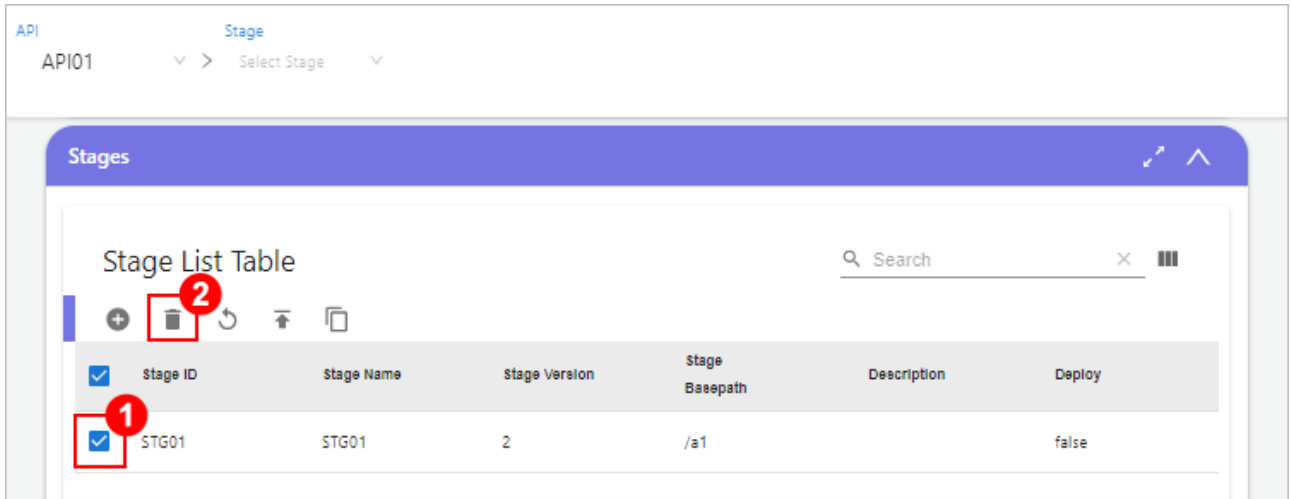 API Stage
API01 > Select Stage
Stages
Stage List Table
Search
2
Stage ID Stage Name Stage Version Stage Basepath Description Deploy
1
STG01 STG01 2 /a1 false